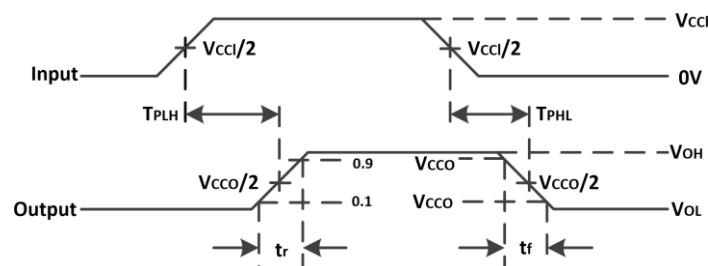 VCCI
VCCI/2
VCCI/2
Input
0V
TPLH
TPHL
0.9
VCCO
VOH
VCCO/2
VCCO/2
0.1
VCCO
Output
VOL
tr
tf